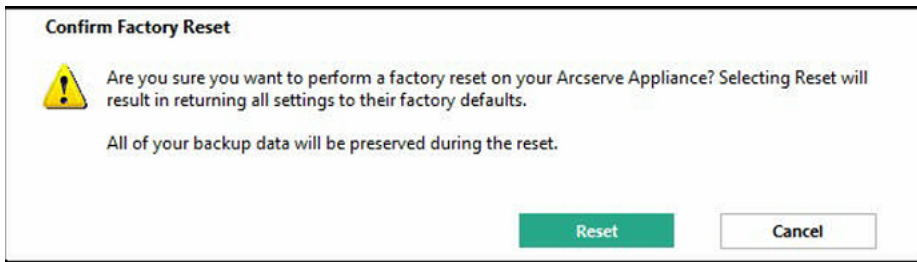 Confirm Factory Reset
Are you sure you want to perform a factory reset on your Arcserve Appliance? Selecting Reset will
result in returning all settings to their factory defaults.
All of your backup data will be preserved during the reset.
Reset
Cancel